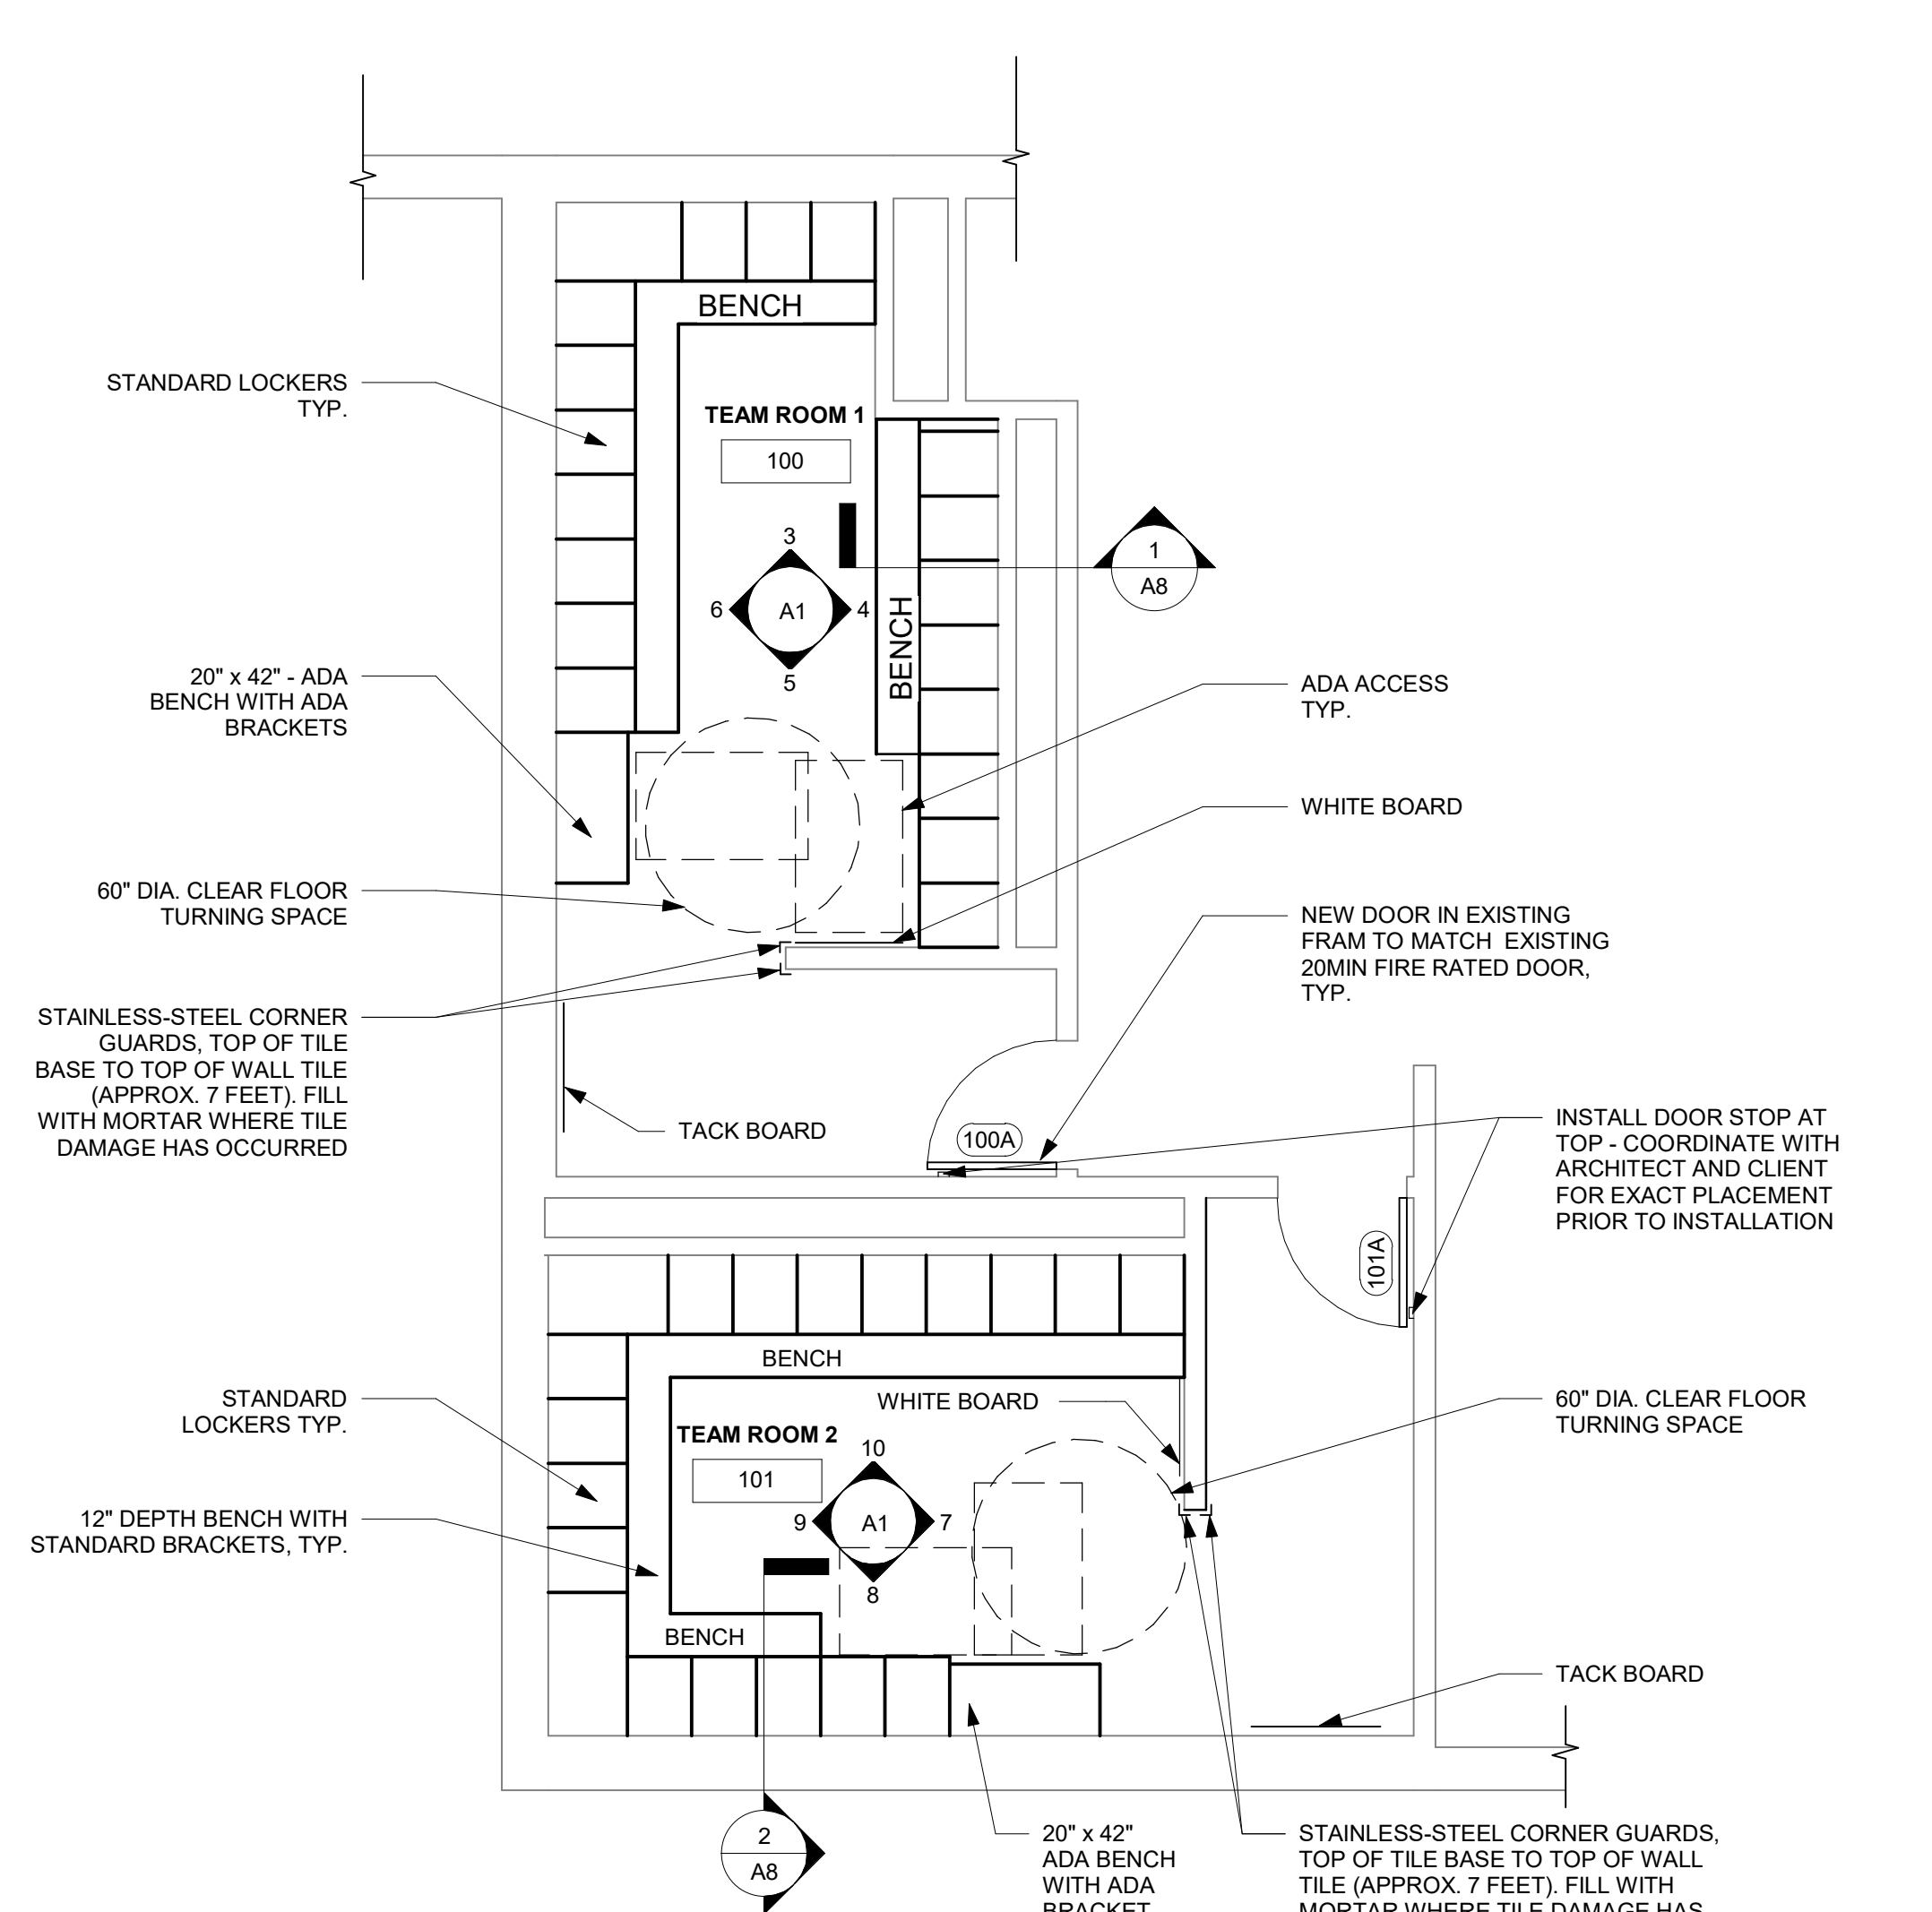 BENCH
STANDARD LOCKERS
TYP.
TEAM ROOM 1
100
3
6
A1
4
5
BENCH
1
A8
20" x 42" - ADA
BENCH WITH ADA
BRACKETS
ADA ACCESS
TYP.
WHITE BOARD
60" DIA. CLEAR FLOOR
TURNING SPACE
NEW DOOR IN EXISTING
FRAM TO MATCH EXISTING
20MIN FIRE RATED DOOR,
TYP.
STAINLESS-STEEL CORNER
GUARDS, TOP OF TILE
BASE TO TOP OF WALL TILE
(APPROX. 7 FEET). FILL
WITH MORTAR WHERE TILE
DAMAGE HAS OCCURRED
TACK BOARD
100A
INSTALL DOOR STOP AT
TOP - COORDINATE WITH
ARCHITECT AND CLIENT
FOR EXACT PLACEMENT
PRIOR TO INSTALLATION
101A
BENCH
STANDARD
LOCKERS TYP.
WHITE BOARD
60" DIA. CLEAR FLOOR
TURNING SPACE
TEAM ROOM 2
101
10
9
A1
7
8
12" DEPTH BENCH WITH
STANDARD BRACKETS, TYP.
BENCH
TACK BOARD
2
A8
20" x 42"
ADA BENCH
WITH ADA
BRACKET
STAINLESS-STEEL CORNER GUARDS,
TOP OF TILE BASE TO TOP OF WALL
TILE (APPROX. 7 FEET). FILL WITH
MORTAR WHERE TILE DAMAGE HAS